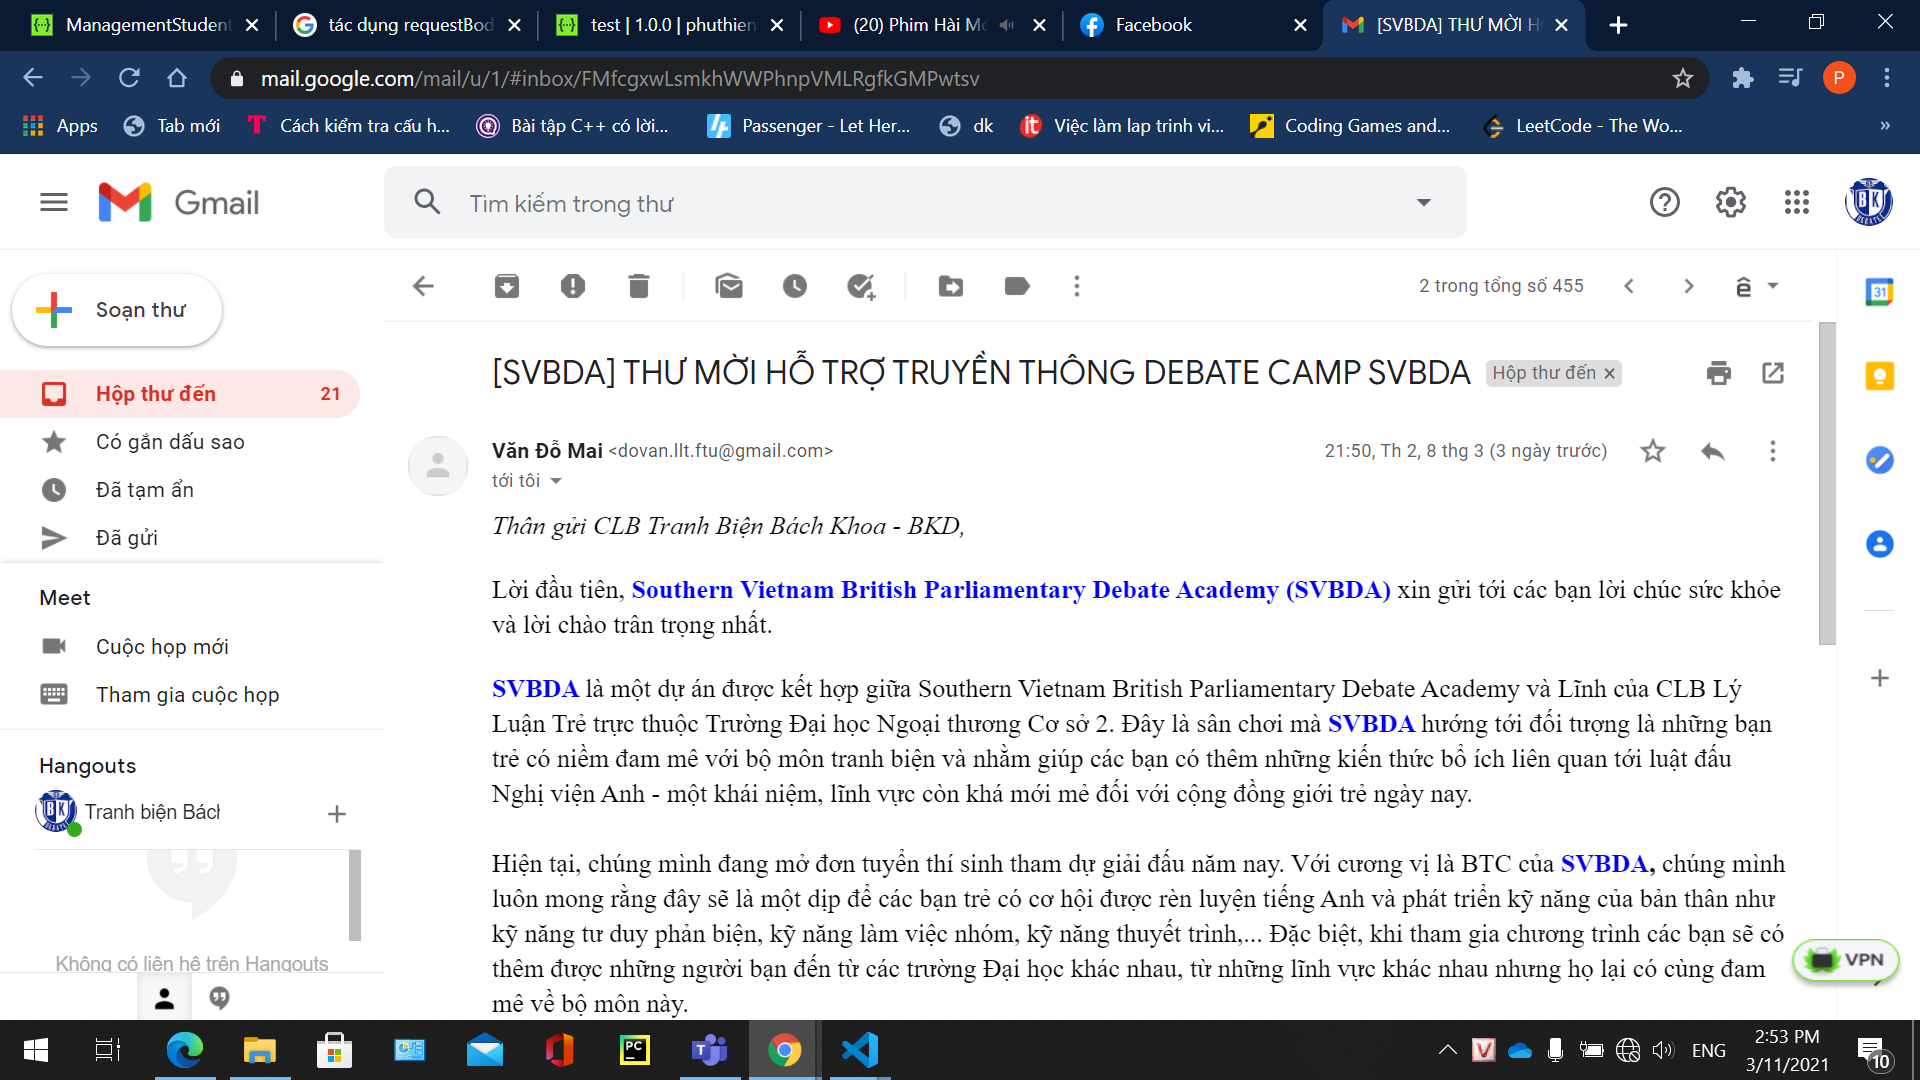 ManagementStudent
tác dụng requestBod
test | 1.0.0 | phuthien
(20) Phim Hài Mớ
Facebook
[SVBDA] THƯ MỜI H
mail.google.com/mail/u/1/#inbox/FMfcgxwLsmkhWWPhnpVMLRgfkGMPwtsv
P
Apps
Tab mới
Cách kiểm tra cấu h...
Bài tập C++ có lời...
Passenger - Let Her...
dk
Việc làm lap trinh vi...
Coding Games and...
LeetCode - The Wo...
»
Gmail
Tìm kiếm trong thư
Soạn thư
2 trong tổng số 455
ê
31
Hộp thư đến 21
Có gắn dấu sao
Đã tạm ẩn
Đã gửi
Meet
Cuộc họp mới
Tham gia cuộc họp
Hangouts
Tranh biện Bách
Không có liên hệ trên Hangouts
[SVBDA] THƯ MỜI HỖ TRỢ TRUYỀN THÔNG DEBATE CAMP SVBDA
Hộp thư đến ×
Văn Đỗ Mai <dovan.llt.ftu@gmail.com>
21:50, Th 2, 8 thg 3 (3 ngày trước)
tới tôi
Thân gửi CLB Tranh Biện Bách Khoa - BKD,
Lời đầu tiên, Southern Vietnam British Parliamentary Debate Academy (SVBDA) xin gửi tới các bạn lời chúc sức khỏe
và lời chào trân trọng nhất.
SVBDA là một dự án được kết hợp giữa Southern Vietnam British Parliamentary Debate Academy và Lĩnh của CLB Lý
Luận Trẻ trực thuộc Trường Đại học Ngoại thương Cơ sở 2. Đây là sân chơi mà SVBDA hướng tới đối tượng là những bạn
trẻ có niềm đam mê với bộ môn tranh biện và nhằm giúp các bạn có thêm những kiến thức bổ ích liên quan tới luật đấu
Nghị viện Anh - một khái niệm, lĩnh vực còn khá mới mẻ đối với cộng đồng giới trẻ ngày nay.
Hiện tại, chúng mình đang mở đơn tuyển thí sinh tham dự giải đấu năm nay. Với cương vị là BTC của SVBDA, chúng mình
luôn mong rằng đây sẽ là một dịp để các bạn trẻ có cơ hội được rèn luyện tiếng Anh và phát triển kỹ năng của bản thân như
kỹ năng tư duy phản biện, kỹ năng làm việc nhóm, kỹ năng thuyết trình,... Đặc biệt, khi tham gia chương trình các bạn sẽ có
thêm được những người bạn đến từ các trường Đại học khác nhau, từ những lĩnh vực khác nhau nhưng họ lại có cùng đam
mê về bộ môn này.
VPN
ENG
2:53 PM
3/11/2021
10